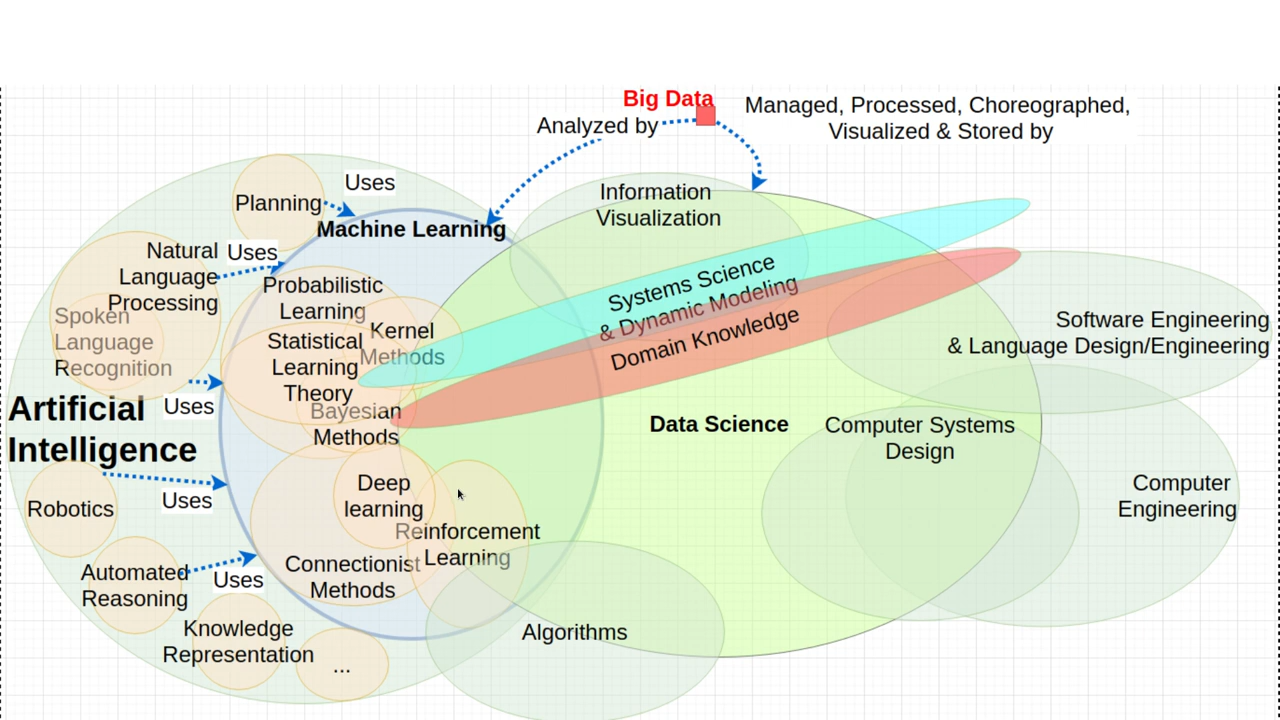 Big Data
Analyzed by
Managed, Processed, Choreographed,
Visualized & Stored by
Planning
Uses
Machine Learning
Information
Visualization
Natural
Language
Processing
Uses
Spoken
Language
Recognition
Uses
Probabilistic
Learning
Kernel
Methods
Statistical
Learning
Theory
Bayesian
Methods
Systems Science
& Dynamic Modeling
Domain Knowledge
Software Engineering
& Language Design/Engineering
Artificial
Intelligence
Data Science
Computer Systems
Design
Computer
Engineering
Robotics
Uses
Deep
learning
Reinforcement
Learning
Connectionist
Methods
Automated
Reasoning
Uses
Knowledge
Representation
...
Algorithms